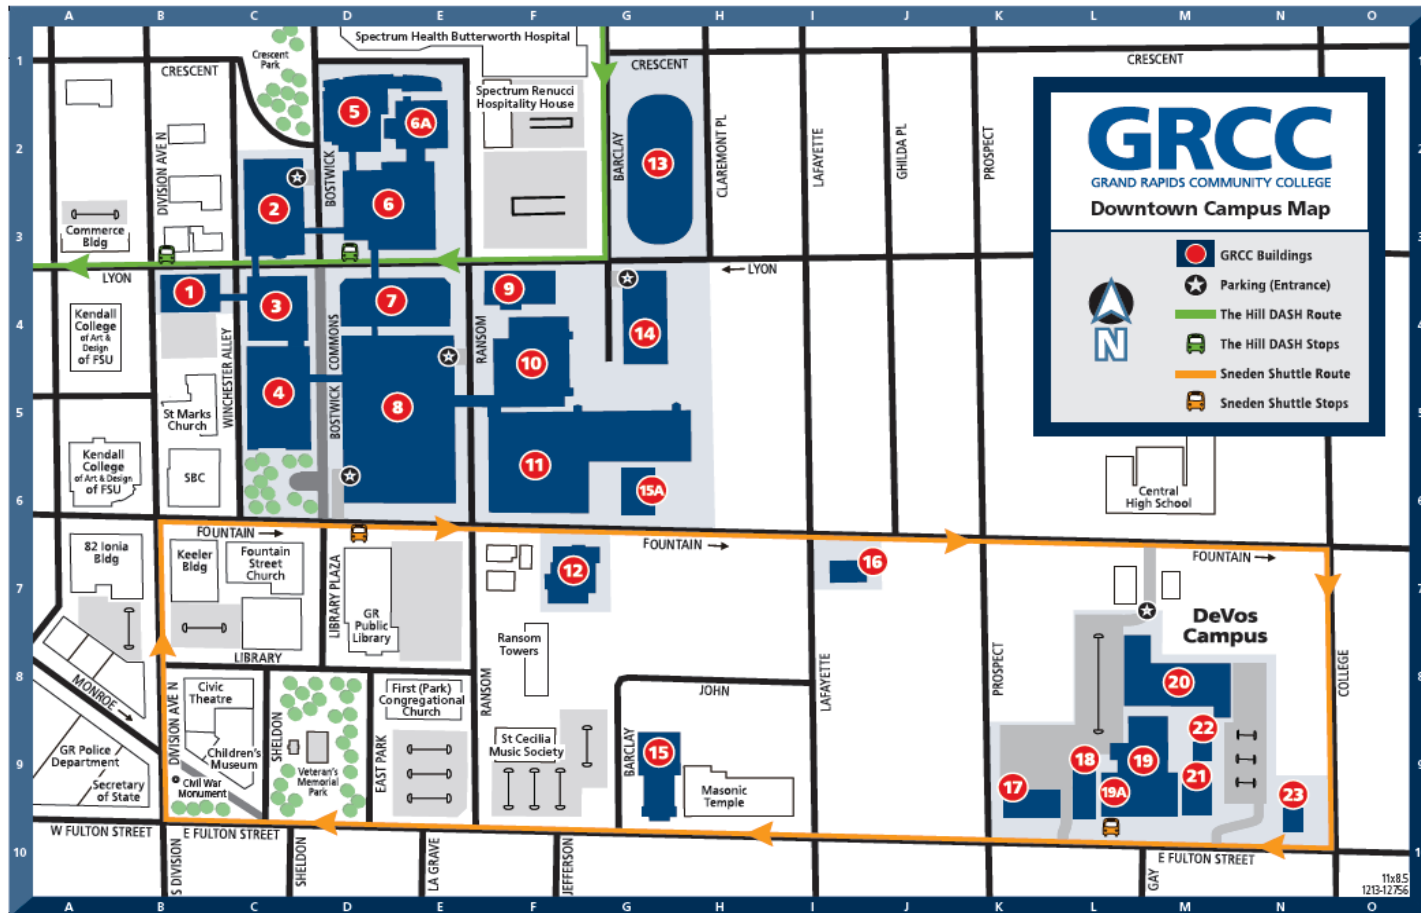 A B C D E F G H I J K L M N O
1
2
3
4
5
6
7
8
9
10
1
2
3
8
9
1
Spectrum Health Butterworth Hospital
Crescent
Park
CRESCENT
CRESCENT
CRESCENT
Spectrum Renucci
Hospitality House
5
6A
13
2
6
DIVISION AVE N
BOSTWICK
BARCLAY
CLAREMONT PL
LAFAYETTE
GHILDA PL
PROSPECT
GRCC
GRAND RAPIDS COMMUNITY COLLEGE
Downtown Campus Map
GRCC Buildings
Parking (Entrance)
The Hill DASH Route
The Hill DASH Stops
Sneden Shuttle Route
Sneden Shuttle Stops
N
Commerce
Bldg
LYON
LYON
1
3
7
9
14
Kendall
College
of Art &
Design
of FSU
WINCHESTER ALLEY
BOSTWICK COMMONS
RANSOM
4
8
10
St Marks
Church
Kendall
College
of Art & Design
of FSU
SBC
11
15A
Central
High School
FOUNTAIN
FOUNTAIN
FOUNTAIN
82 Ionia
Bldg
Keeler
Bldg
Fountain
Street
Church
LIBRARY PLAZA
GR
Public
Library
12
16
Ransom
Towers
LIBRARY
DeVos
Campus
MONROE
DIVISION AVE N
Civic
Theatre
Children's
Museum
Civil War
Monument
SHELDON
Veteran's
Memorial
Park
EAST PARK
First (Park)
Congregational
Church
RANSOM
St Cecilia
Music Society
JOHN
BARCLAY
15
Masonic
Temple
LAFAYETTE
PROSPECT
COLLEGE
20
22
18
19
21
17
19A
23
GR Police
Department
Secretary
of State
W FULTON STREET
E FULTON STREET
E FULTON STREET
S DIVISION
SHELDON
LA GRAVE
JEFFERSON
GAY
11x8.5
1213-12756
A B C D E F G H I J K L M N O